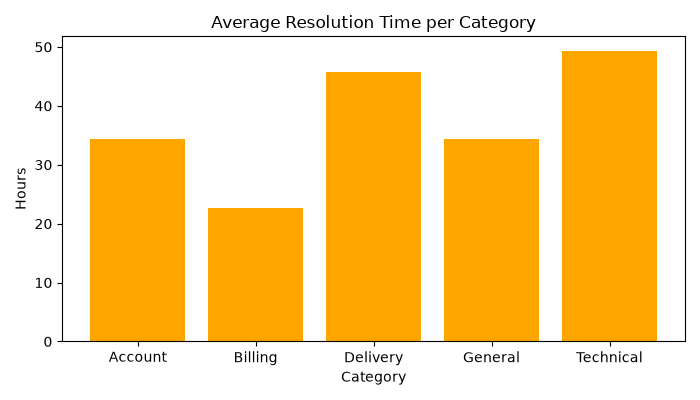 Average Resolution Time per Category
Hours
50
40
30
20
10
0
Account Billing Delivery General Technical
Category